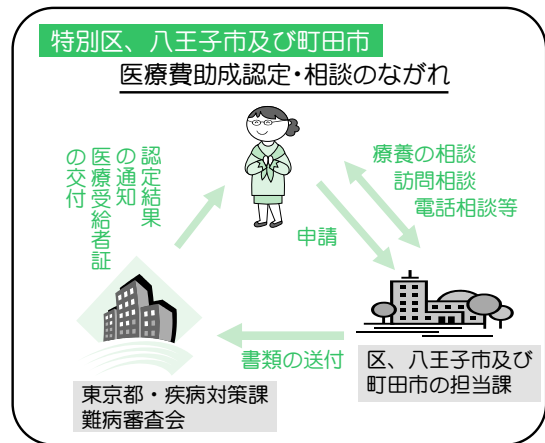 特別区、八王子市及び町田市
医療費助成認定・相談のながれ
認定結果
の通知
医療受給者証
の交付
療養の相談
訪問相談
電話相談等
申請
書類の送付
東京都・疾病対策課
難病審査会
区、八王子市及び
町田市の担当課